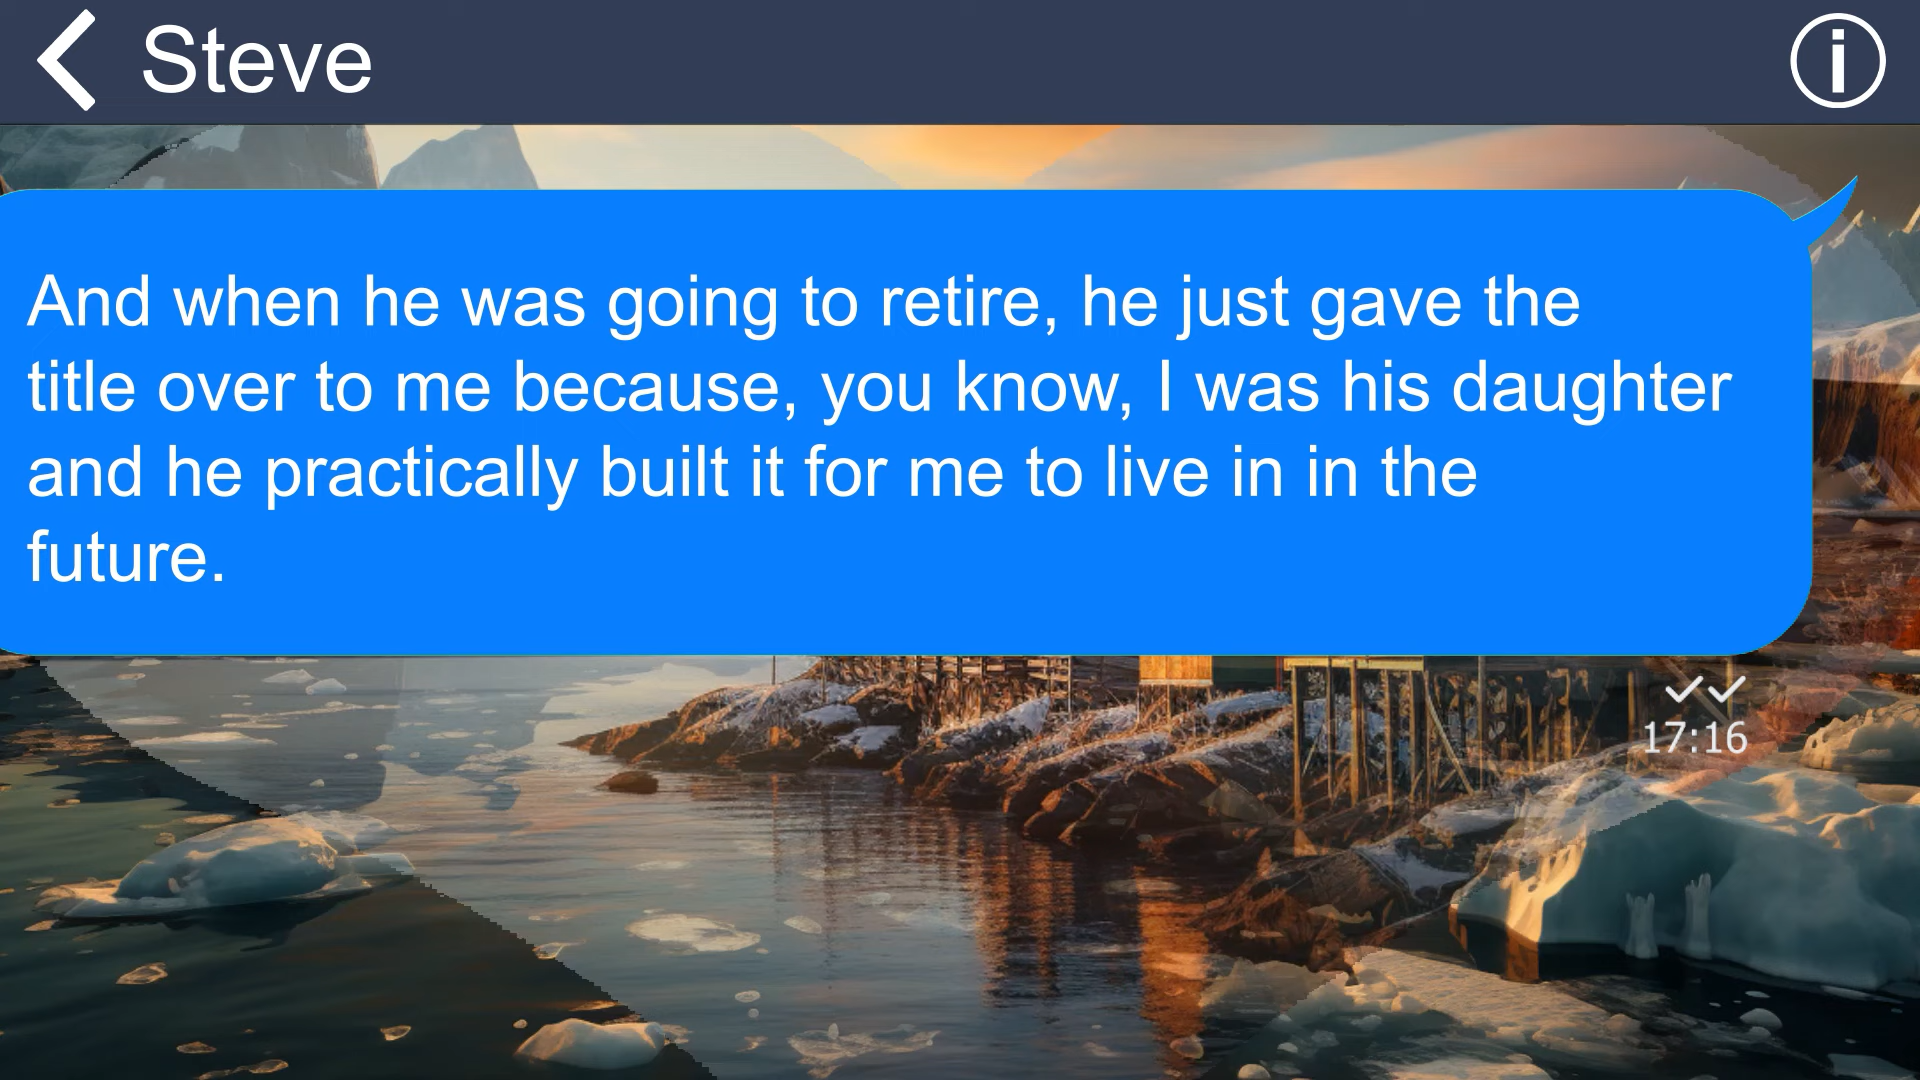 Steve
And when he was going to retire, he just gave the
title over to me because, you know, I was his daughter
and he practically built it for me to live in in the
future.
17:16